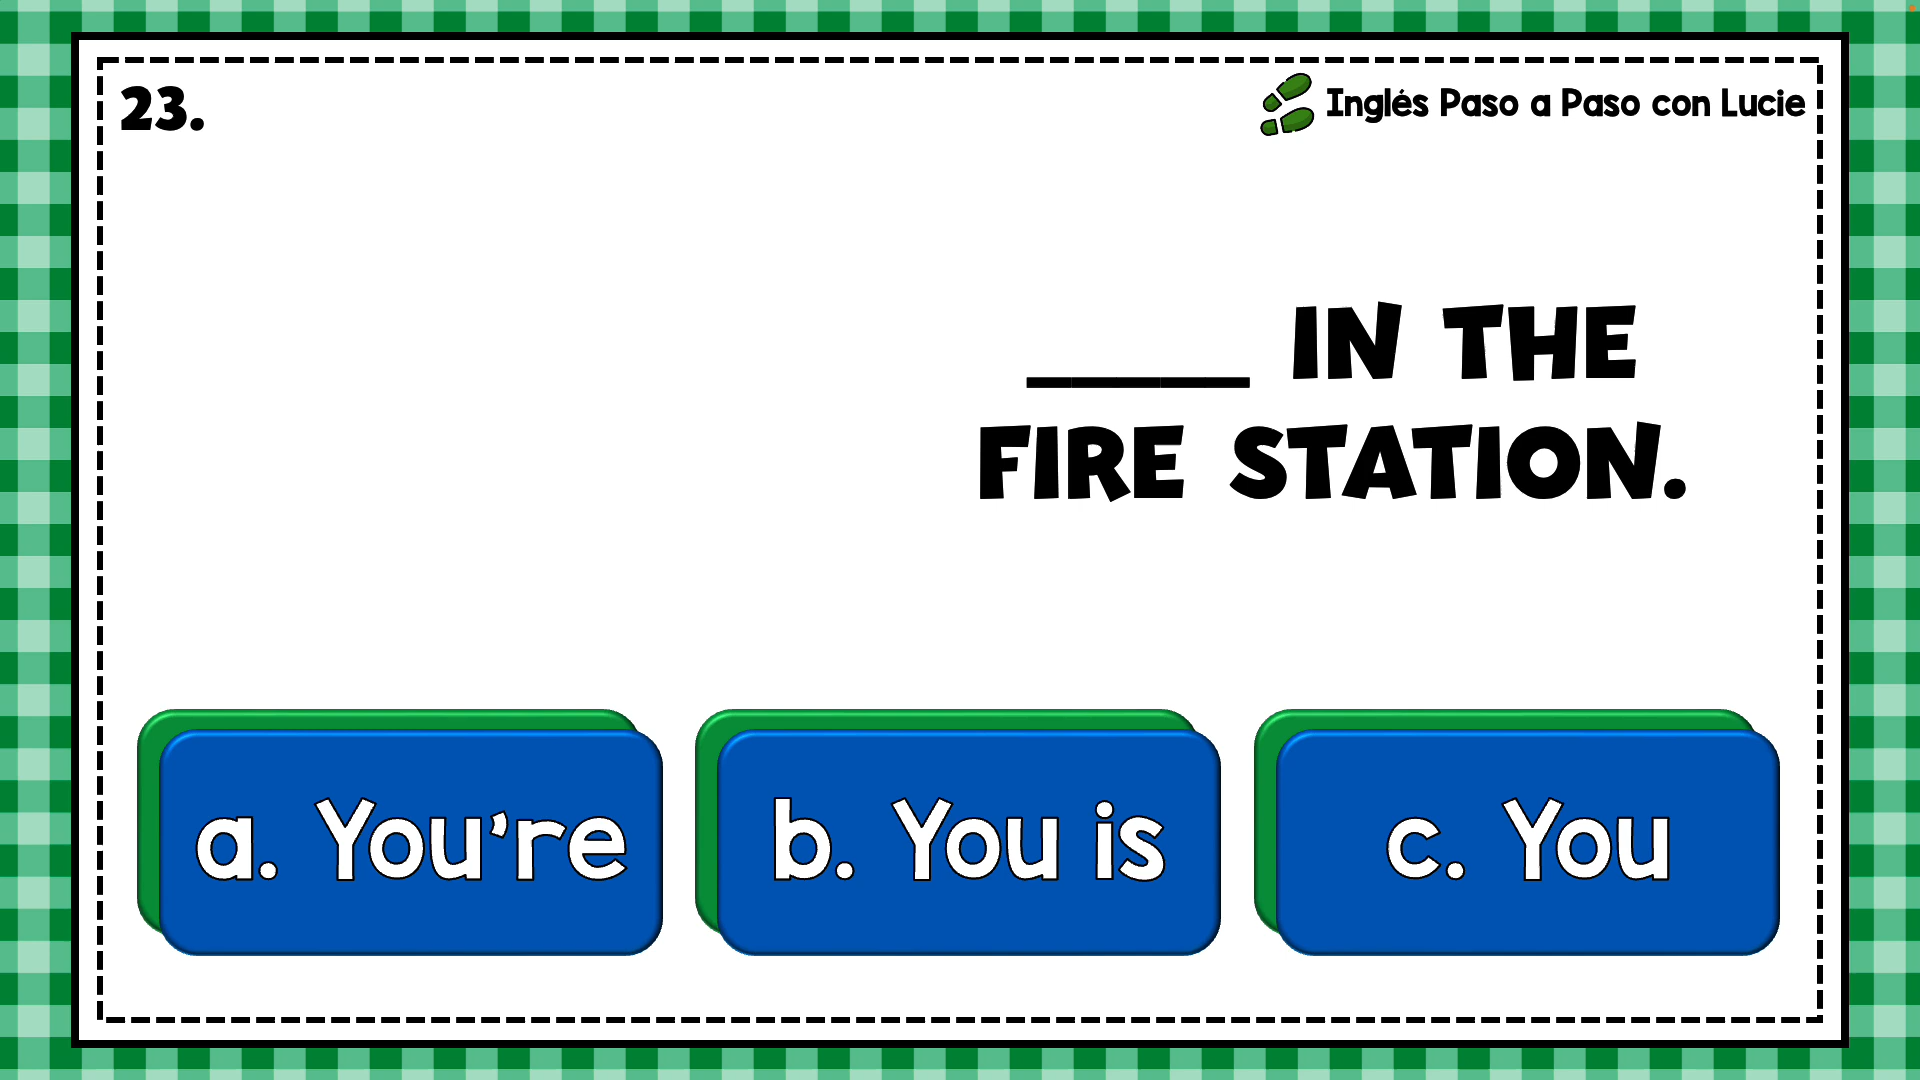 23.
Inglés Paso a Paso con Lucie
_____ IN THE
FIRE STATION.
a. You're
b. You is
c. You